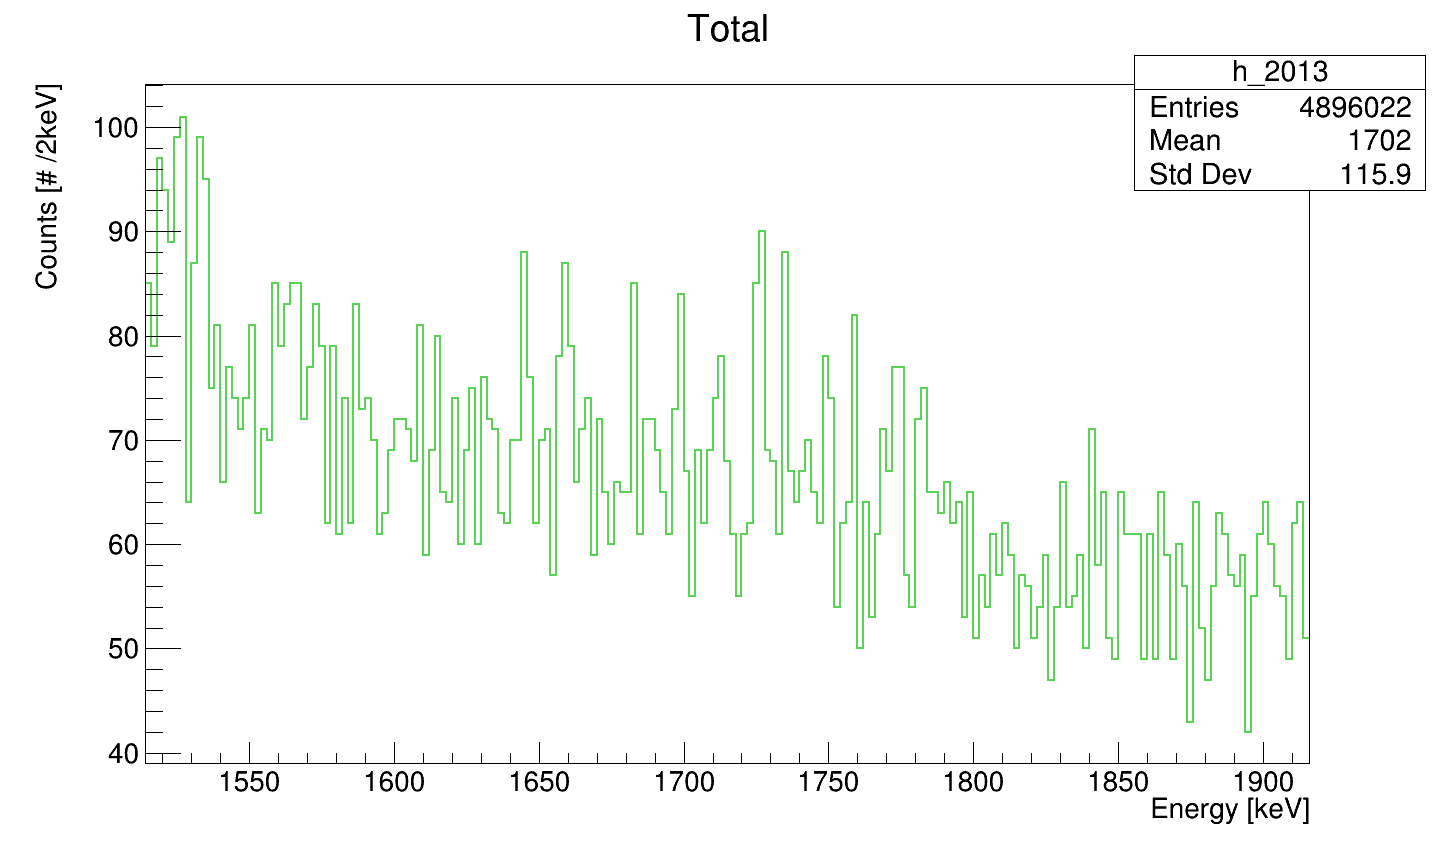 Total
h_2013
Entries 4896022
Mean 1702
Std Dev 115.9
Counts [# /2keV]
100
90
80
70
60
50
40
1550 1600 1650 1700 1750 1800 1850 1900
Energy [keV]